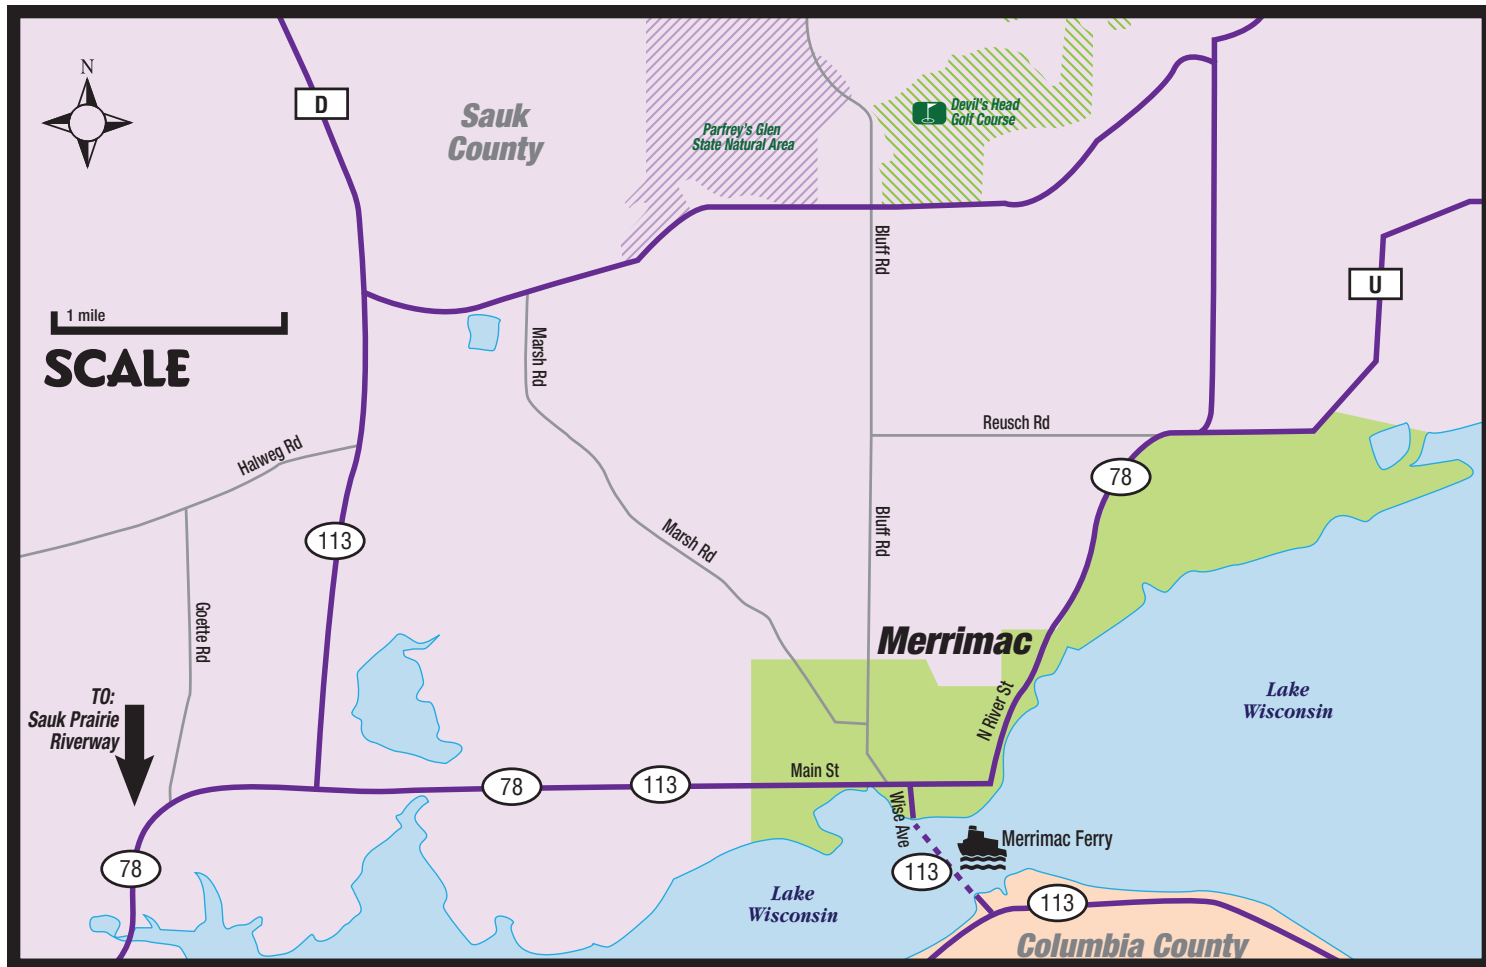 N
D
Sauk
County
Parfrey's Glen
State Natural Area
Devil's Head
Golf Course
Bluff Rd
U
1 mile
SCALE
Marsh Rd
Reusch Rd
Halweg Rd
78
113
Marsh Rd
Bluff Rd
Goette Rd
Merrimac
TO:
Sauk Prairie
Riverway
N River St
Lake
Wisconsin
Main St
78
113
Wise Ave
Merrimac Ferry
78
113
Lake
Wisconsin
113
Columbia County